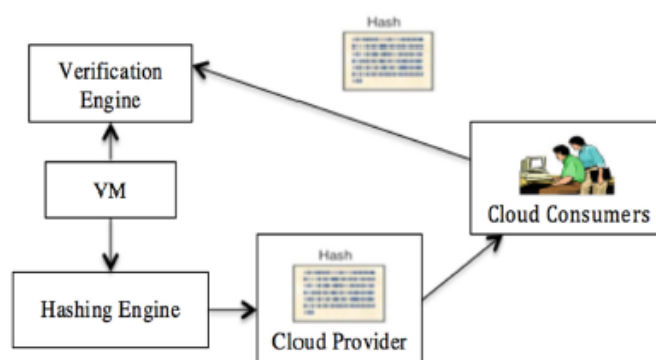 Hash
Verification
Engine
VM
Cloud Consumers
Hash
Hashing Engine
Cloud Provider